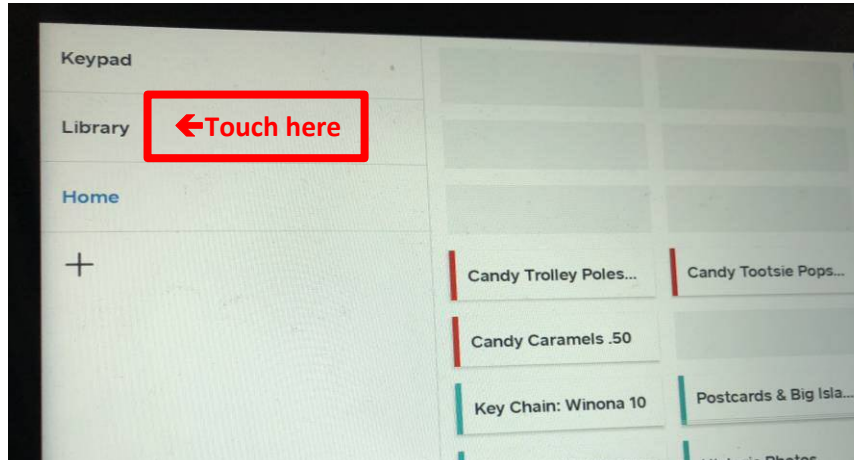 Keypad
Library
←Touch here
Home
+
Candy Trolley Poles...
Candy Tootsie Pops...
Candy Caramels .50
Key Chain: Winona 10
Postcards & Big Isla...
Photos